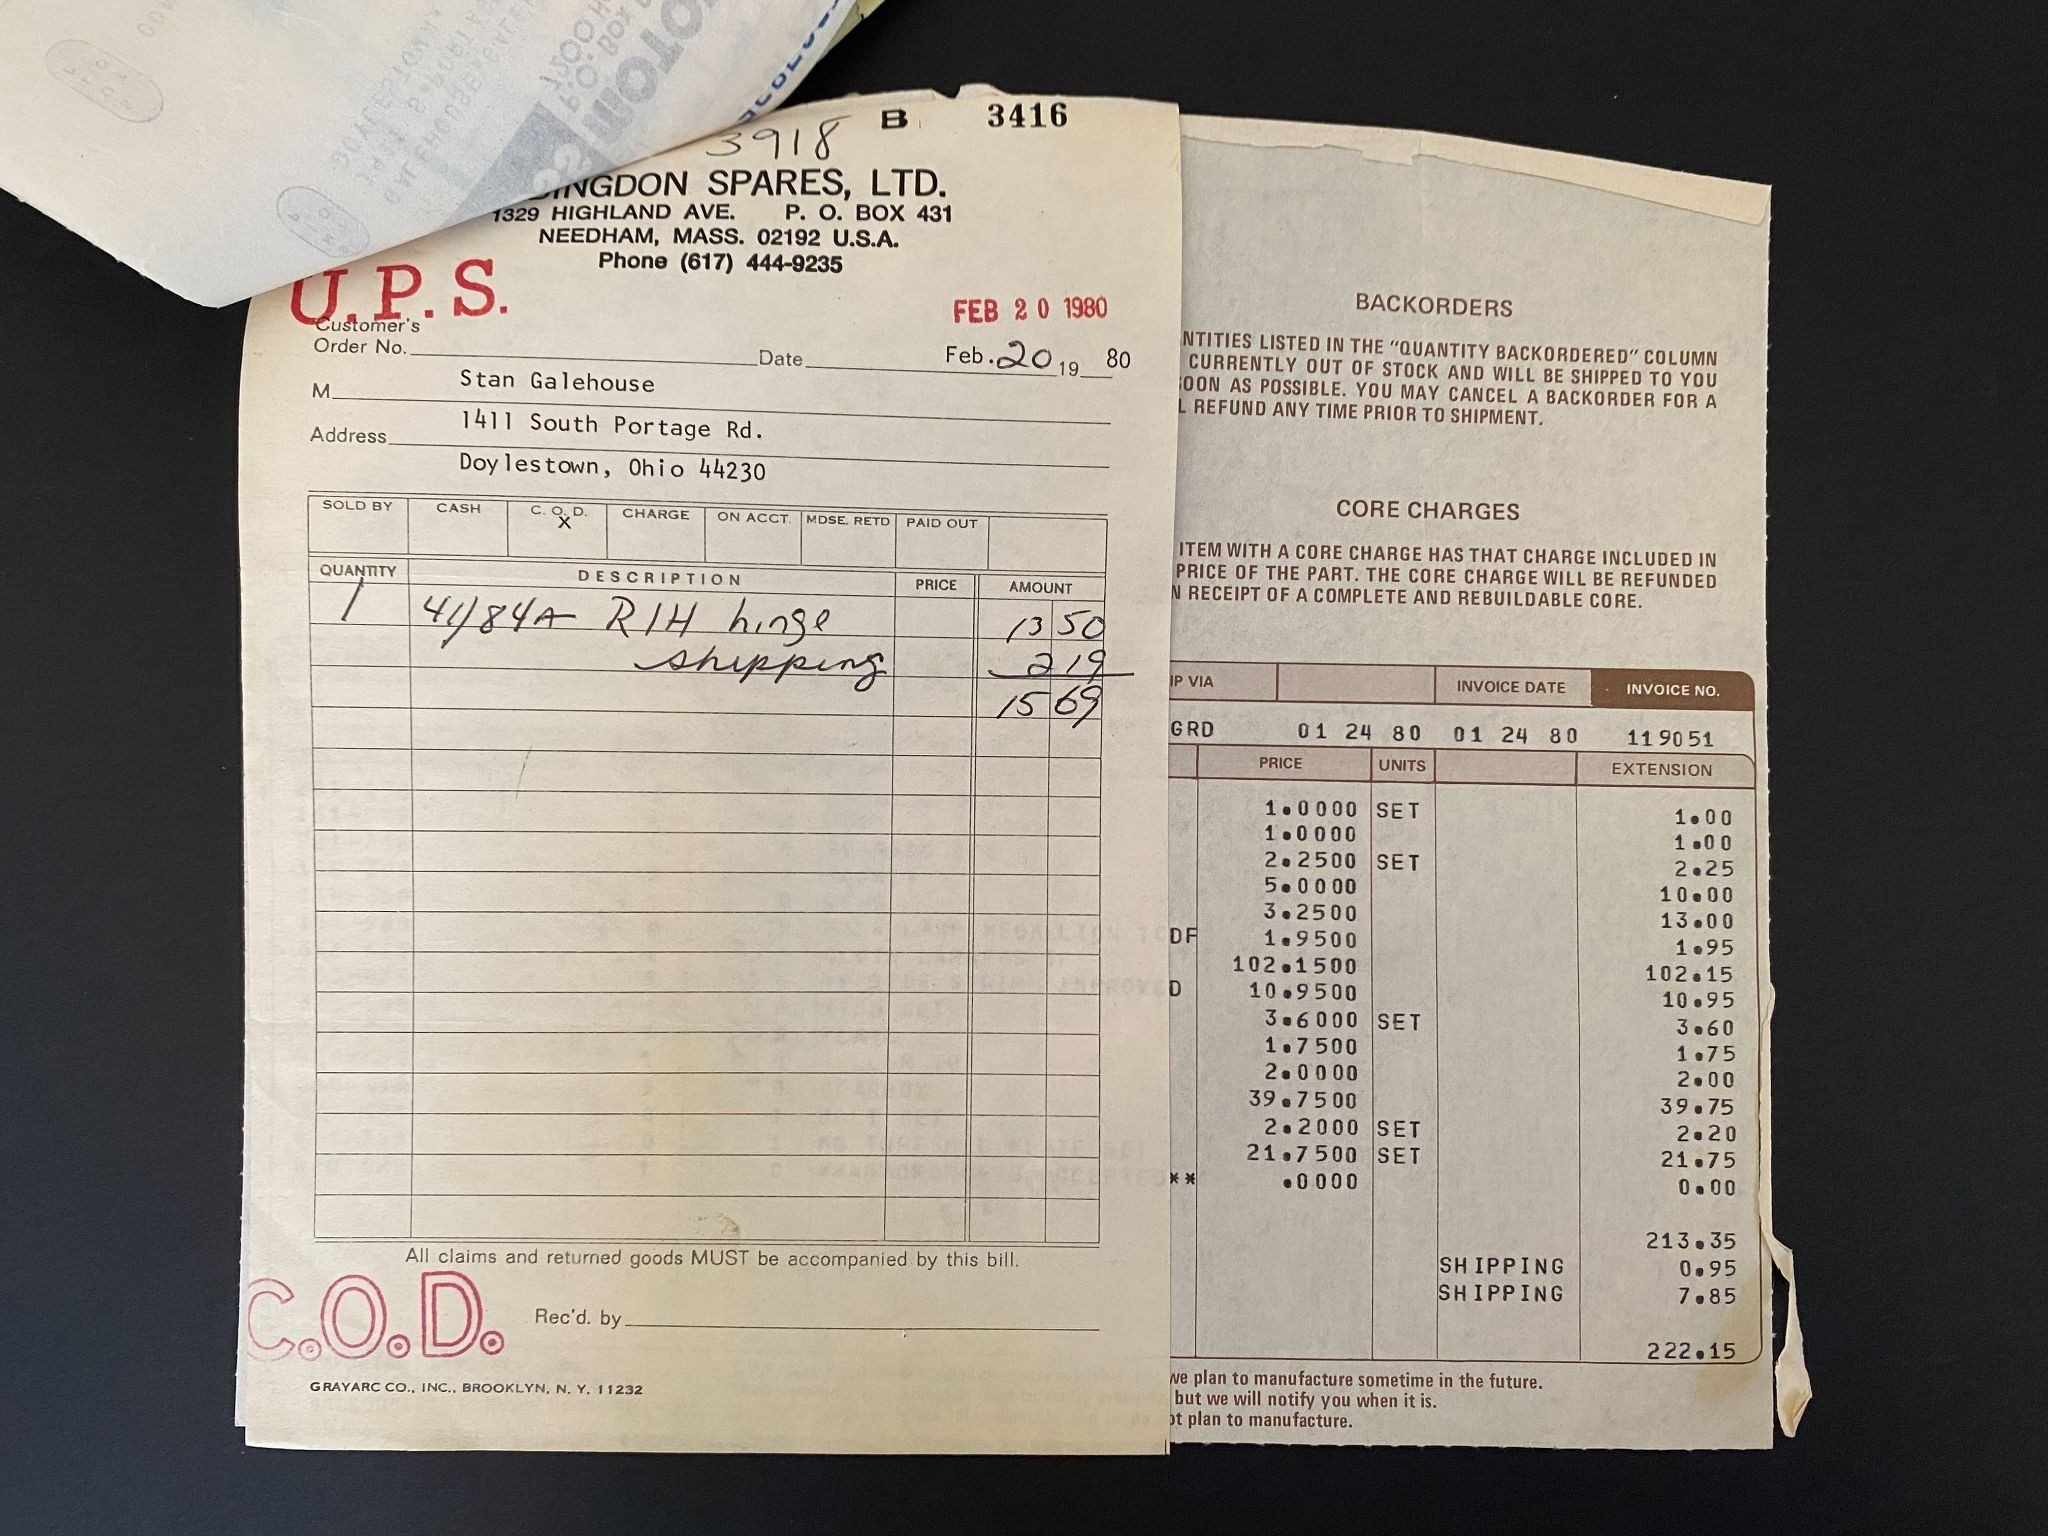 B 3416
3918
INGDON SPARES, LTD.
1329 HIGHLAND AVE. P. O. BOX 431
NEEDHAM, MASS. 02192 U.S.A.
Phone (617) 444-9235
U.P.S.
FEB 20 1980
Customer's
Order No. Date Feb. 20 19 80
M Stan Galehouse
Address 1411 South Portage Rd.
Doylestown, Ohio 44230
SOLD BY CASH C. O. D. CHARGE ON ACCT. MDSE. RETD PAID OUT
X
QUANTITY DESCRIPTION PRICE AMOUNT
1 41/84A R/H hinge 13 50
shipping 2 19
15 69
All claims and returned goods MUST be accompanied by this bill.
C.O.D.
Rec'd. by
GRAYARC CO., INC., BROOKLYN, N. Y. 11232
BACKORDERS
NTITIES LISTED IN THE "QUANTITY BACKORDERED" COLUMN
CURRENTLY OUT OF STOCK AND WILL BE SHIPPED TO YOU
OON AS POSSIBLE. YOU MAY CANCEL A BACKORDER FOR A
L REFUND ANY TIME PRIOR TO SHIPMENT.
CORE CHARGES
ITEM WITH A CORE CHARGE HAS THAT CHARGE INCLUDED IN
PRICE OF THE PART. THE CORE CHARGE WILL BE REFUNDED
N RECEIPT OF A COMPLETE AND REBUILDABLE CORE.
IP VIA INVOICE DATE INVOICE NO.
GRD 01 24 80 01 24 80 119051
PRICE UNITS EXTENSION
1.0000 SET 1.00
1.0000 1.00
2.2500 SET 2.25
5.0000 10.00
3.2500 13.00
DF 1.9500 1.95
102.1500 102.15
D 10.9500 10.95
3.6000 SET 3.60
1.7500 1.75
2.0000 2.00
39.7500 39.75
2.2000 SET 2.20
21.7500 SET 21.75
** .0000 0.00
213.35
SHIPPING 0.95
SHIPPING 7.85
222.15
we plan to manufacture sometime in the future.
but we will notify you when it is.
ot plan to manufacture.